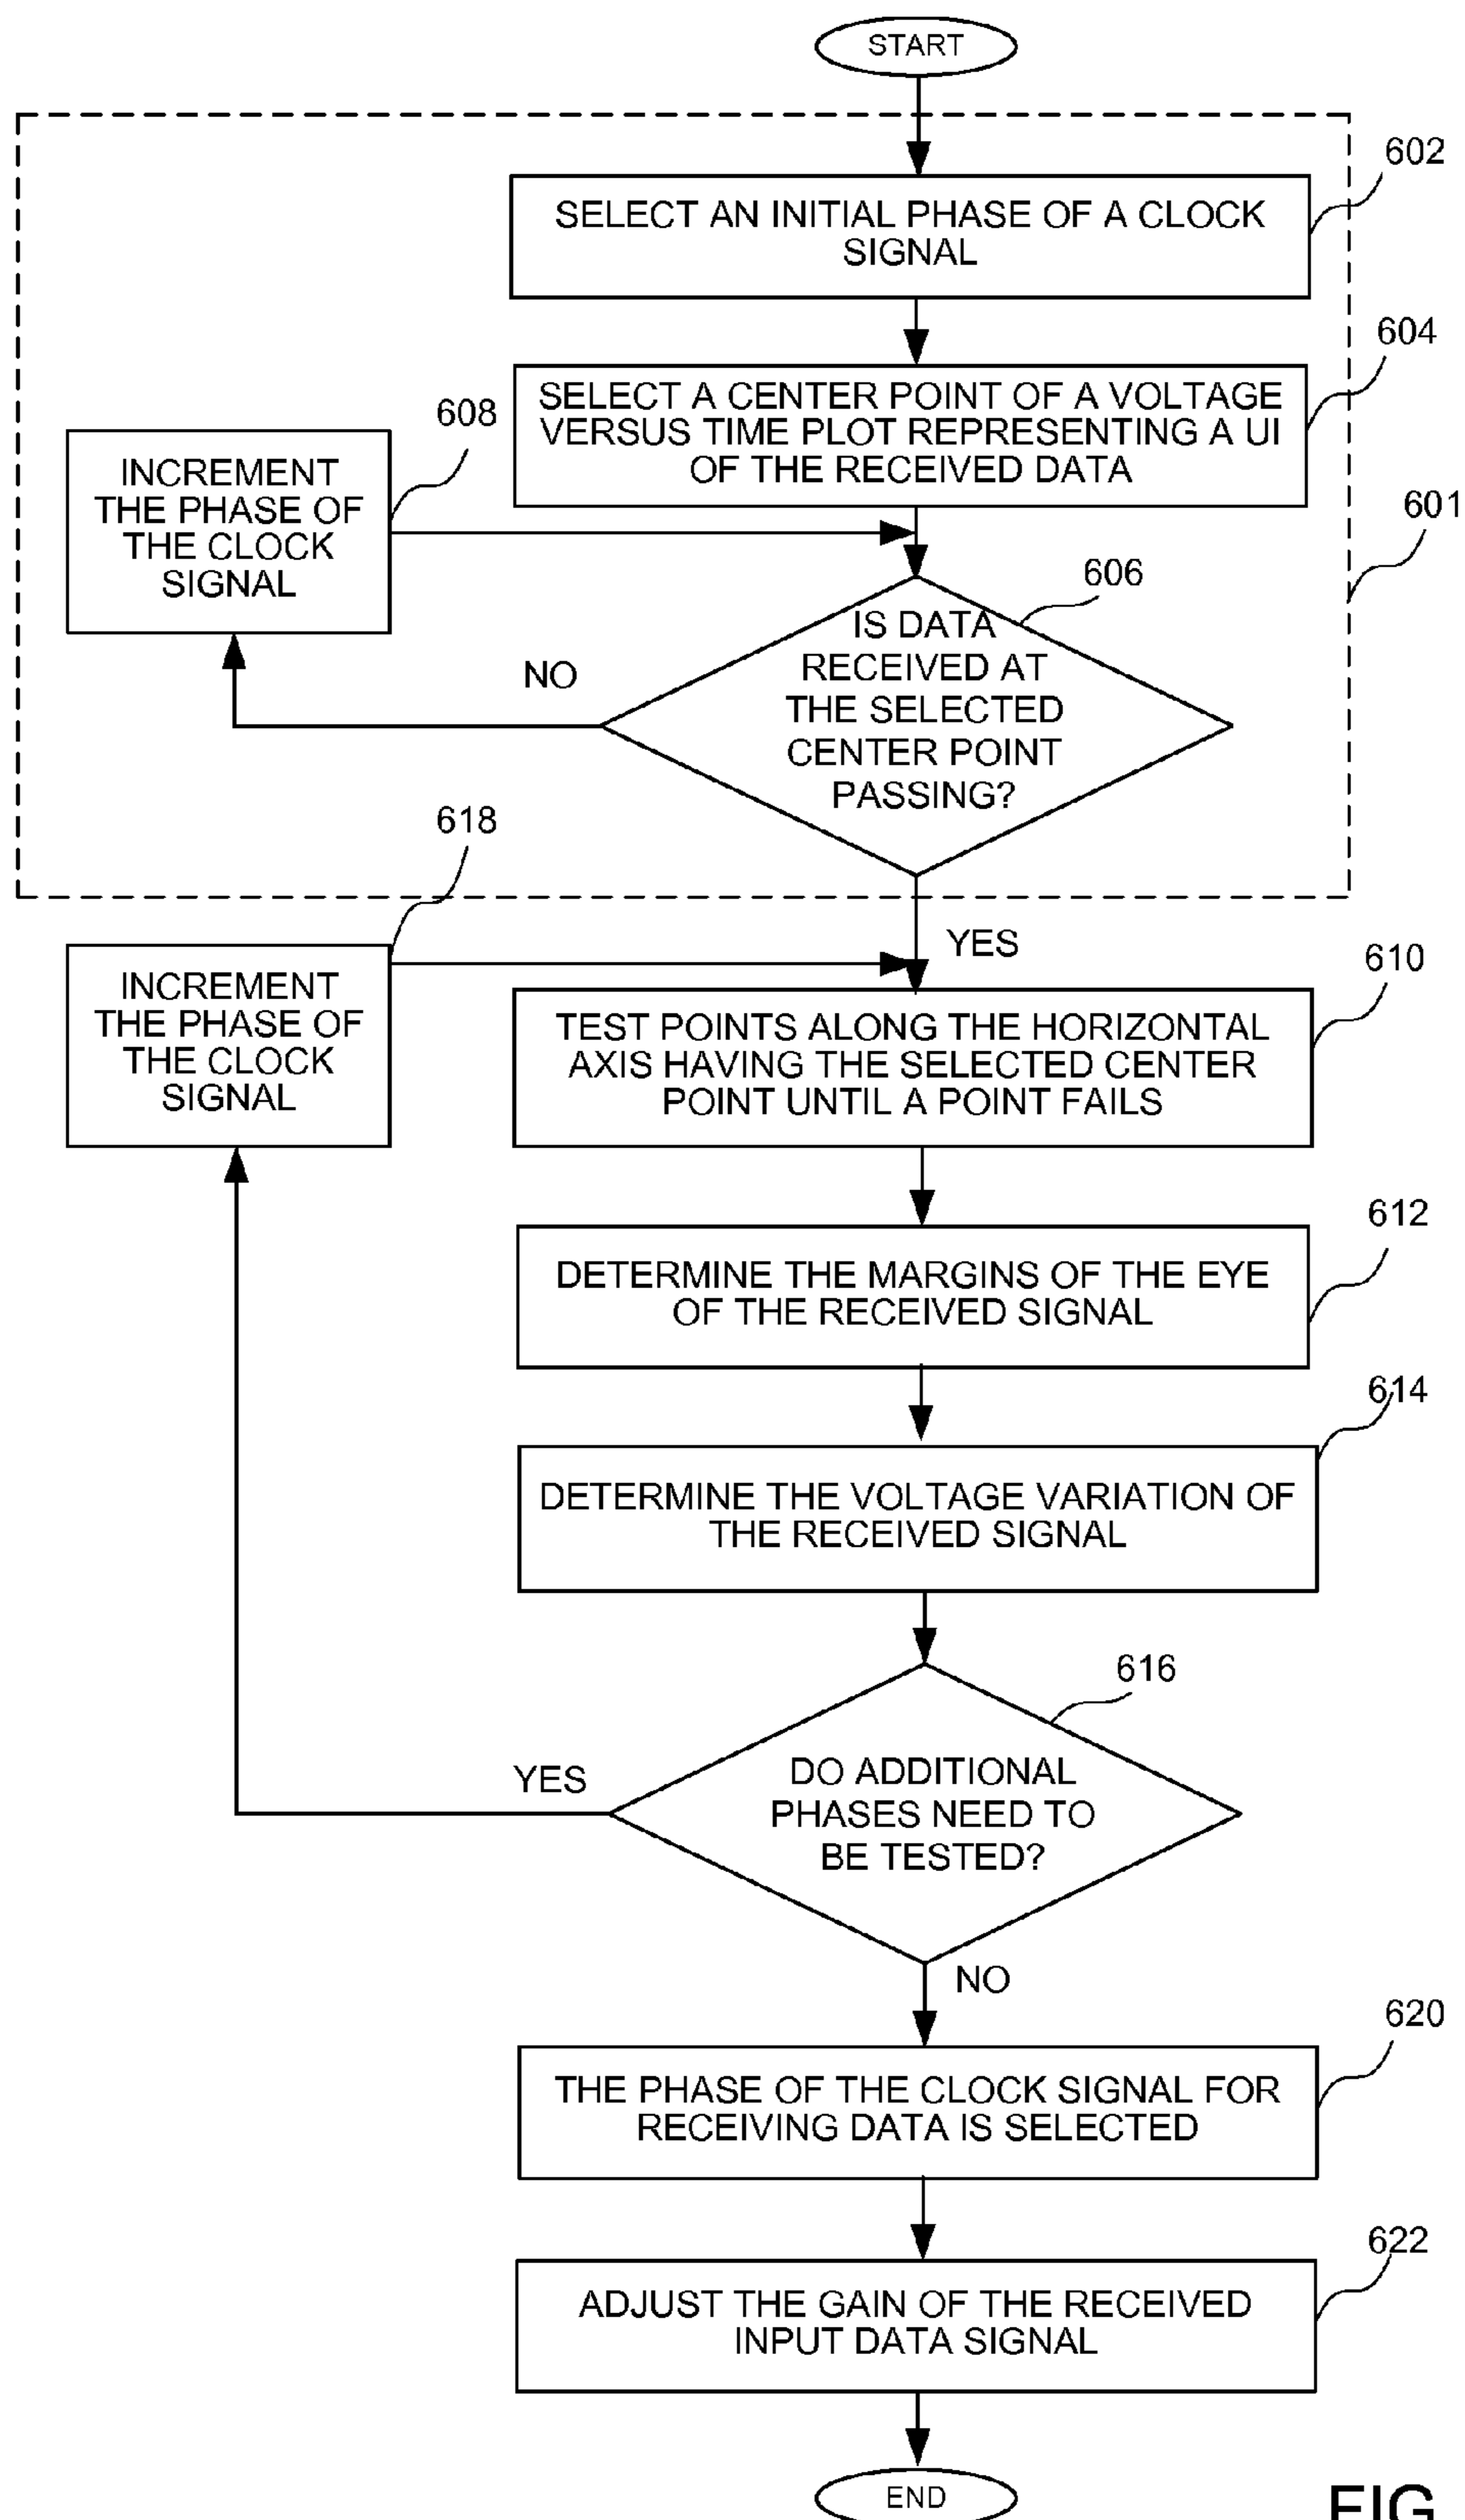 START
602
SELECT AN INITIAL PHASE OF A CLOCK
SIGNAL
604
SELECT A CENTER POINT OF A VOLTAGE
VERSUS TIME PLOT REPRESENTING A UI
OF THE RECEIVED DATA
608
INCREMENT
THE PHASE OF
THE CLOCK
SIGNAL
601
606
IS DATA
RECEIVED AT
THE SELECTED
CENTER POINT
PASSING?
NO
618
YES
INCREMENT
THE PHASE OF
THE CLOCK
SIGNAL
610
TEST POINTS ALONG THE HORIZONTAL
AXIS HAVING THE SELECTED CENTER
POINT UNTIL A POINT FAILS
612
DETERMINE THE MARGINS OF THE EYE
OF THE RECEIVED SIGNAL
614
DETERMINE THE VOLTAGE VARIATION OF
THE RECEIVED SIGNAL
616
DO ADDITIONAL
PHASES NEED TO
BE TESTED?
YES
NO
620
THE PHASE OF THE CLOCK SIGNAL FOR
RECEIVING DATA IS SELECTED
622
ADJUST THE GAIN OF THE RECEIVED
INPUT DATA SIGNAL
END
FIG